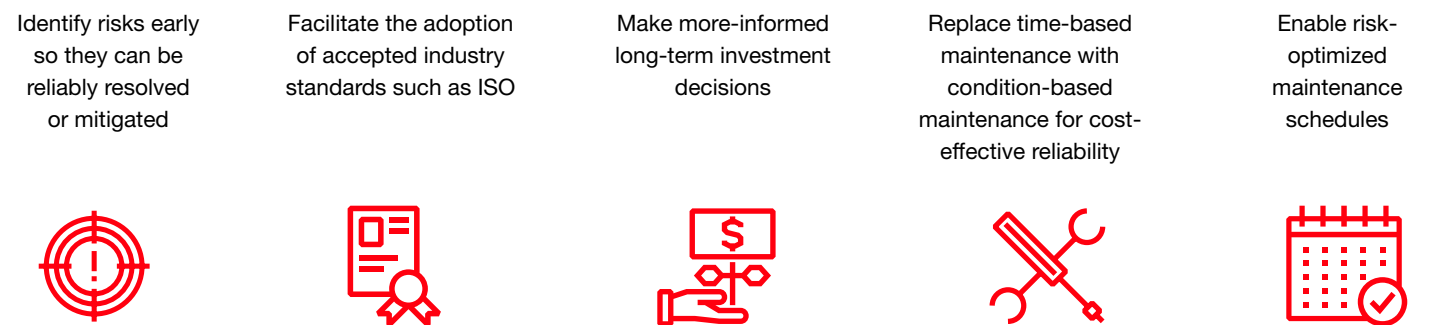 Identify risks early
so they can be
reliably resolved
or mitigated
Facilitate the adoption
of accepted industry
standards such as ISO
Make more-informed
long-term investment
decisions
Replace time-based
maintenance with
condition-based
maintenance for cost-
effective reliability
Enable risk-
optimized
maintenance
schedules
$